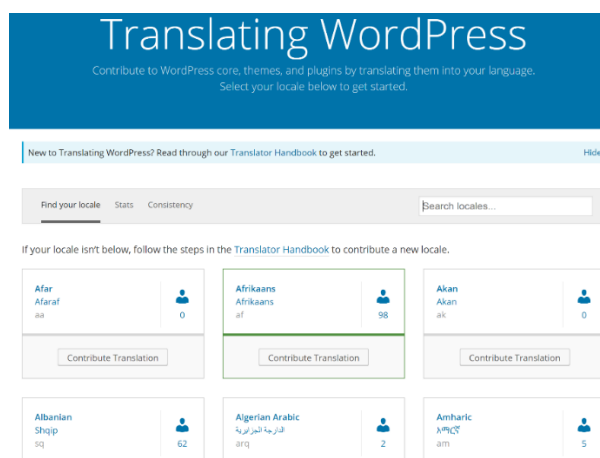 Translating WordPress
Contribute to WordPress core, themes, and plugins by translating them into your language.
Select your locale below to get started.
New to Translating WordPress? Read through our Translator Handbook to get started.
Hide
Find your locale Stats Consistency
Search locales...
If your locale isn't below, follow the steps in the Translator Handbook to contribute a new locale.
Afar
Afaraf
aa
0
Contribute Translation
Afrikaans
Afrikaans
af
98
Contribute Translation
Akan
Akan
ak
0
Contribute Translation
Albanian
Shqip
sq
62
Algerian Arabic
الدارجة الجزايرية
arq
2
Amharic
አማርኛ
am
5